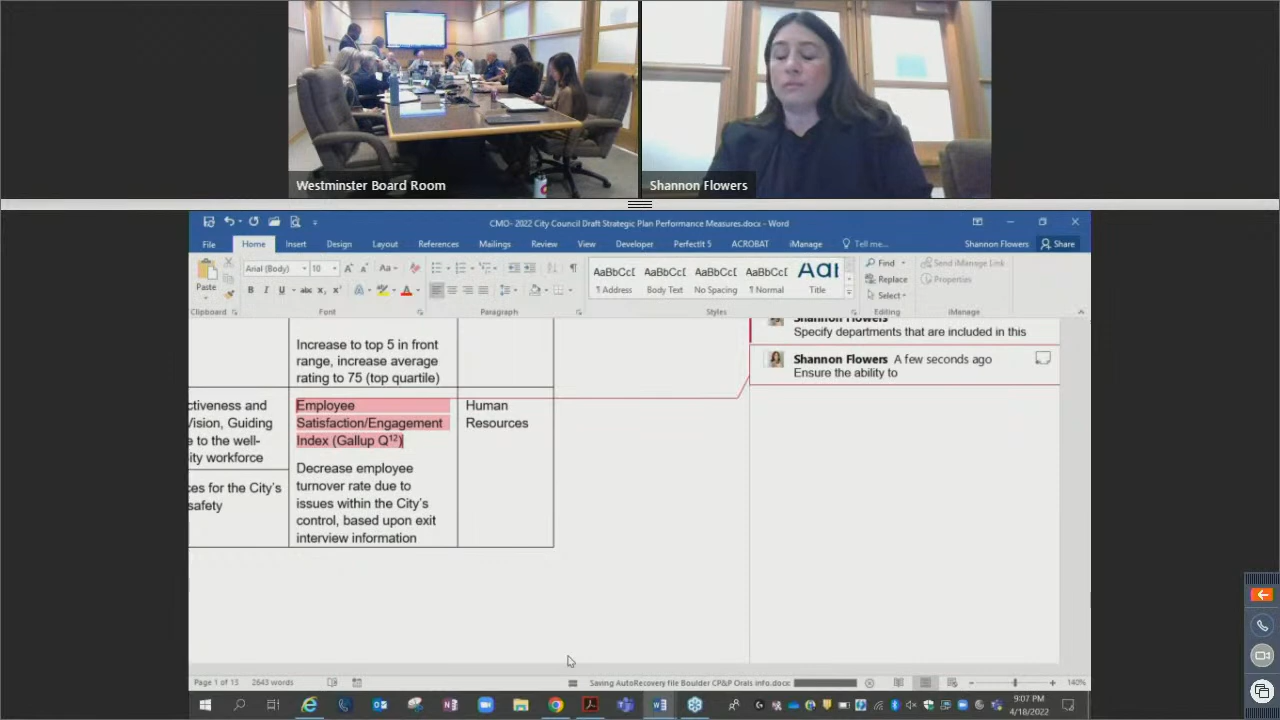 Westminster Board Room
Shannon Flowers
CMO- 2022 City Council Draft Strategic Plan Performance Measures.docx - Word
File Home Insert Design Layout References Mailings Review View Developer PerfectIt 5 ACROBAT iManage Tell me... Shannon Flowers Share
Paste
Arial (Body) 10
Aa
B I U abc X₂ X² A
AaBbCcI AaBbCcI AaBbCcI AaBbCcI AaI
¶ Address Body Text No Spacing ¶ Normal Title
Find
Replace
Select
Send iManage Link
Properties
Clipboard Font Paragraph Styles Editing iManage
Increase to top 5 in front
range, increase average
rating to 75 (top quartile)
ctiveness and
Vision, Guiding
e to the well-
ity workforce
ces for the City's
safety
Employee
Satisfaction/Engagement
Index (Gallup Q¹²)
Decrease employee
turnover rate due to
issues within the City's
control, based upon exit
interview information
Human
Resources
Shannon Flowers
Specify departments that are included in this
Shannon Flowers A few seconds ago
Ensure the ability to
Page 1 of 13 2643 words Saving AutoRecovery file Boulder CP&P Orals info.docx 140%
9:07 PM
4/18/2022